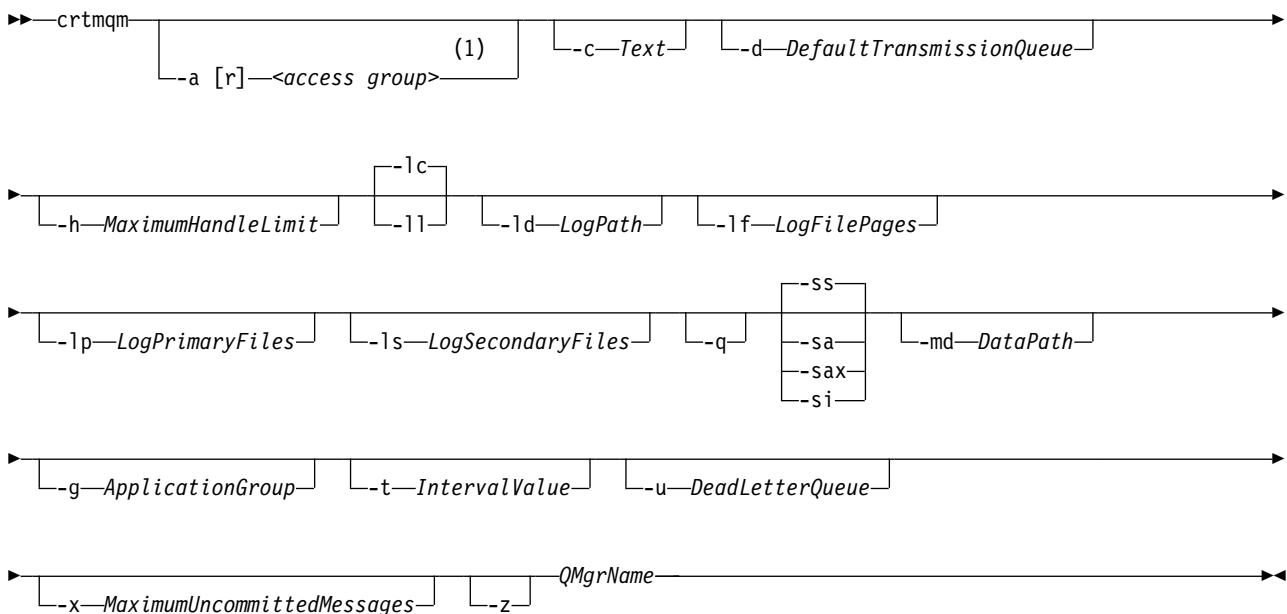 crtmqm
(1)
-c Text
-d DefaultTransmissionQueue
-a [r] <access group>
-lc
-h MaximumHandleLimit
-ll
-ld LogPath
-lf LogFilePages
-ss
-lp LogPrimaryFiles
-ls LogSecondaryFiles
-q
-sa
-md DataPath
-sax
-si
-g ApplicationGroup
-t IntervalValue
-u DeadLetterQueue
QMgrName
-x MaximumUncommittedMessages
-z